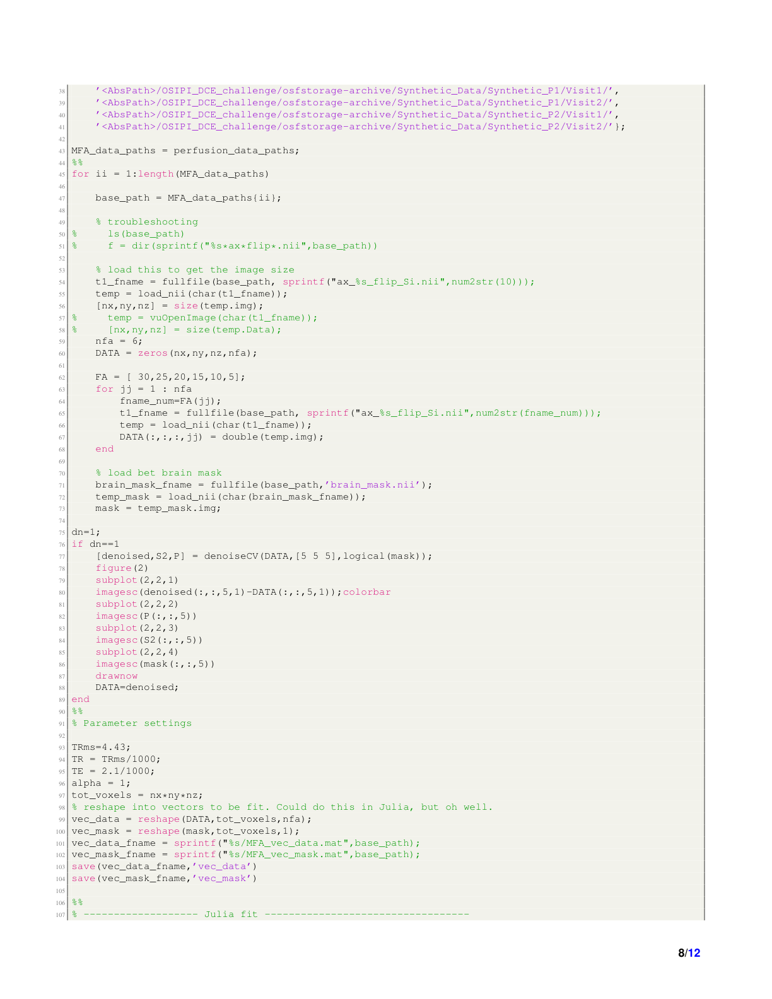 38     '<AbsPath>/OSIPI_DCE_challenge/osfstorage-archive/Synthetic_Data/Synthetic_P1/Visit1/',
39     '<AbsPath>/OSIPI_DCE_challenge/osfstorage-archive/Synthetic_Data/Synthetic_P1/Visit2/',
40     '<AbsPath>/OSIPI_DCE_challenge/osfstorage-archive/Synthetic_Data/Synthetic_P2/Visit1/',
41     '<AbsPath>/OSIPI_DCE_challenge/osfstorage-archive/Synthetic_Data/Synthetic_P2/Visit2/'};
42
43 MFA_data_paths = perfusion_data_paths;
44 %%
45 for ii = 1:length(MFA_data_paths)
46
47     base_path = MFA_data_paths{ii};
48
49     % troubleshooting
50 %     ls(base_path)
51 %     f = dir(sprintf("%s*ax*flip*.nii",base_path))
52
53     % load this to get the image size
54     t1_fname = fullfile(base_path, sprintf("ax_%s_flip_Si.nii",num2str(10)));
55     temp = load_nii(char(t1_fname));
56     [nx,ny,nz] = size(temp.img);
57 %     temp = vuOpenImage(char(t1_fname));
58 %     [nx,ny,nz] = size(temp.Data);
59     nfa = 6;
60     DATA = zeros(nx,ny,nz,nfa);
61
62     FA = [ 30,25,20,15,10,5];
63     for jj = 1 : nfa
64         fname_num=FA(jj);
65         t1_fname = fullfile(base_path, sprintf("ax_%s_flip_Si.nii",num2str(fname_num)));
66         temp = load_nii(char(t1_fname));
67         DATA(:,:,:,jj) = double(temp.img);
68     end
69
70     % load bet brain mask
71     brain_mask_fname = fullfile(base_path,'brain_mask.nii');
72     temp_mask = load_nii(char(brain_mask_fname));
73     mask = temp_mask.img;
74
75 dn=1;
76 if dn==1
77     [denoised,S2,P] = denoiseCV(DATA,[5 5 5],logical(mask));
78     figure(2)
79     subplot(2,2,1)
80     imagesc(denoised(:,:,5,1)-DATA(:,:,5,1));colorbar
81     subplot(2,2,2)
82     imagesc(P(:,:,5))
83     subplot(2,2,3)
84     imagesc(S2(:,:,5))
85     subplot(2,2,4)
86     imagesc(mask(:,:,5))
87     drawnow
88     DATA=denoised;
89 end
90 %%
91 % Parameter settings
92
93 TRms=4.43;
94 TR = TRms/1000;
95 TE = 2.1/1000;
96 alpha = 1;
97 tot_voxels = nx*ny*nz;
98 % reshape into vectors to be fit. Could do this in Julia, but oh well.
99 vec_data = reshape(DATA,tot_voxels,nfa);
100 vec_mask = reshape(mask,tot_voxels,1);
101 vec_data_fname = sprintf("%s/MFA_vec_data.mat",base_path);
102 vec_mask_fname = sprintf("%s/MFA_vec_mask.mat",base_path);
103 save(vec_data_fname,'vec_data')
104 save(vec_mask_fname,'vec_mask')
105
106 %%
107 % ------------------- Julia fit ----------------------------------
8/12